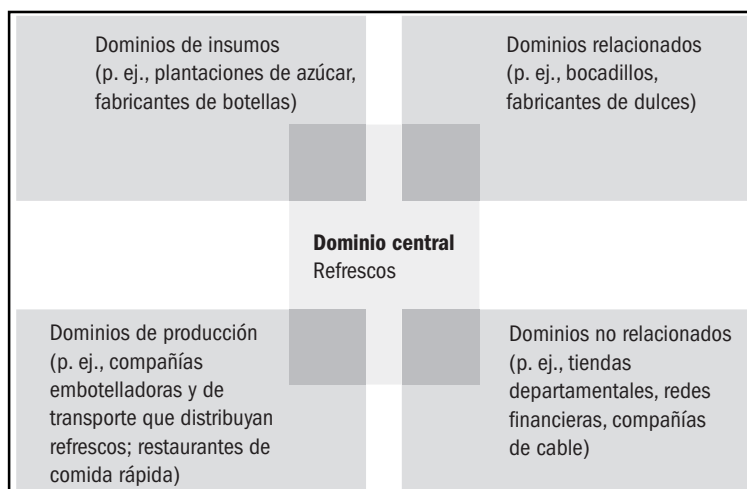 Dominios de insumos
(p. ej., plantaciones de azúcar,
fabricantes de botellas)
Dominios relacionados
(p. ej., bocadillos,
fabricantes de dulces)
Dominio central
Refrescos
Dominios de producción
(p. ej., compañías
embotelladoras y de
transporte que distribuyan
refrescos; restaurantes de
comida rápida)
Dominios no relacionados
(p. ej., tiendas
departamentales, redes
financieras, compañías
de cable)